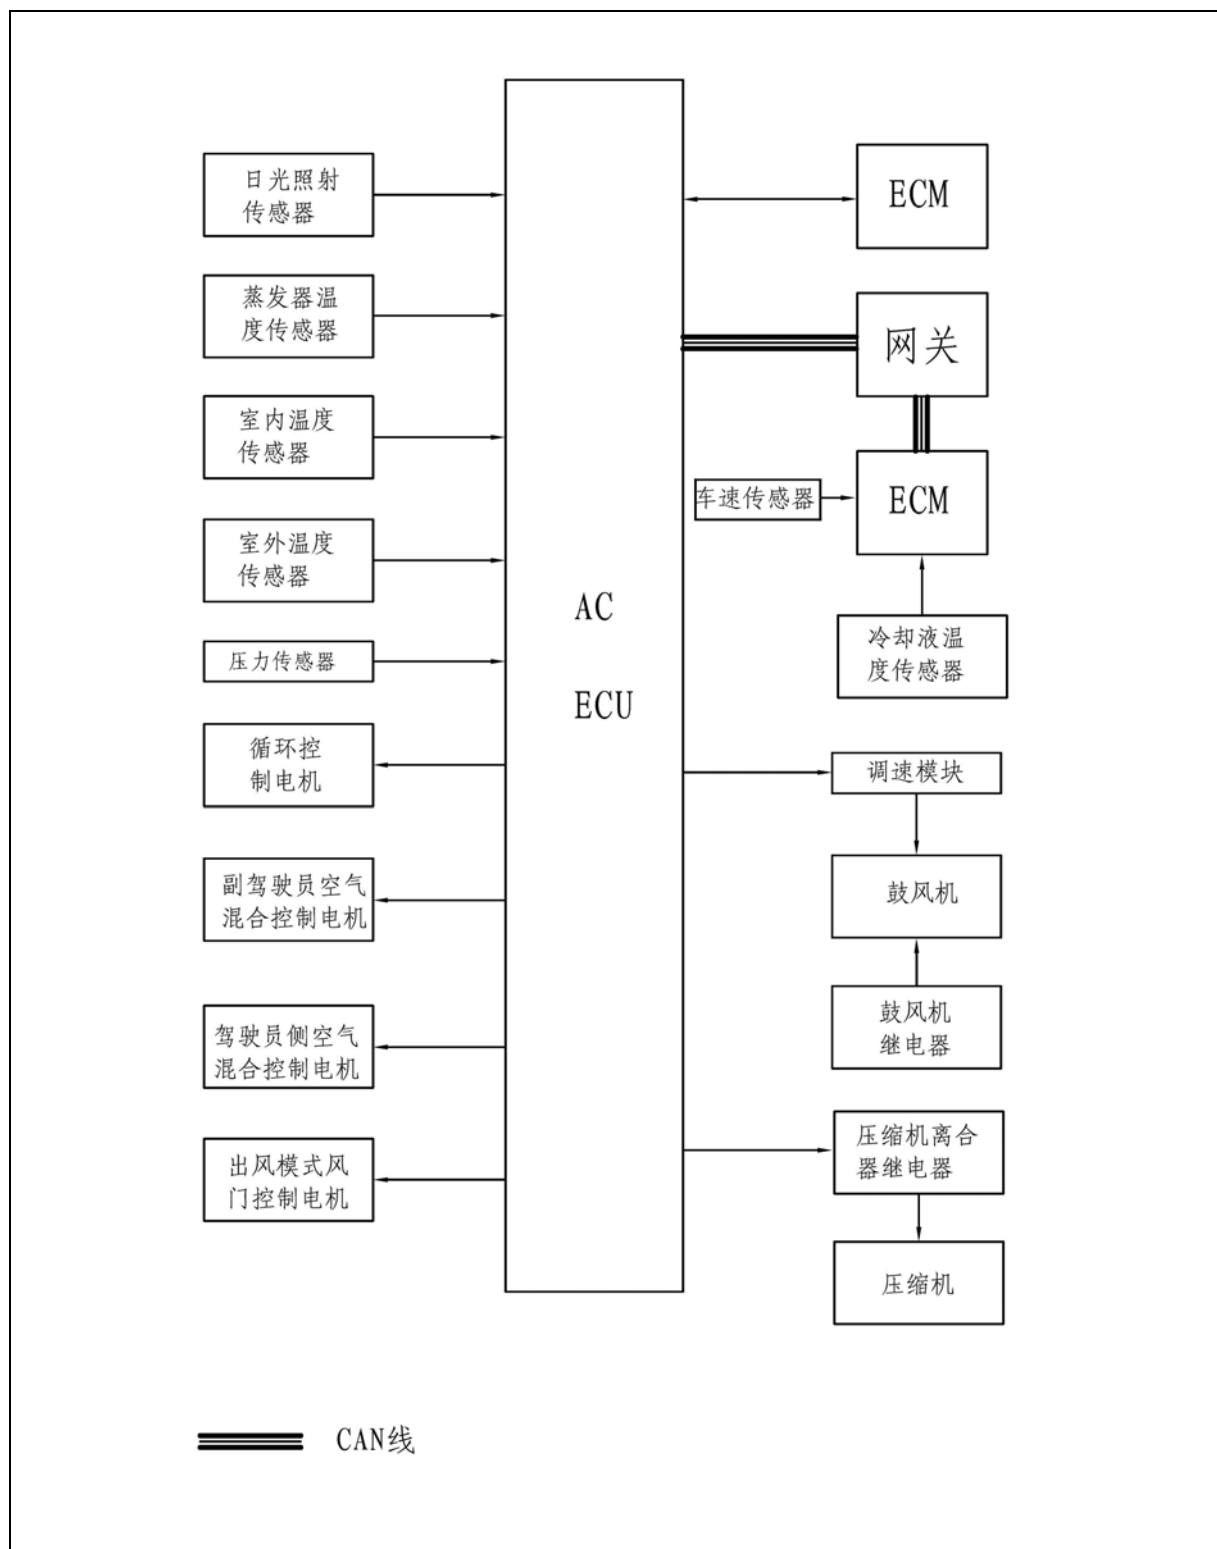 日光照射
传感器
蒸发器温
度传感器
室内温度
传感器
室外温度
传感器
压力传感器
循环控
制电机
副驾驶员空气
混合控制电机
驾驶员侧空气
混合控制电机
出风模式风
门控制电机
AC
ECU
ECM
网关
车速传感器
ECM
冷却液温
度传感器
调速模块
鼓风机
鼓风机
继电器
压缩机离合
器继电器
压缩机
CAN线